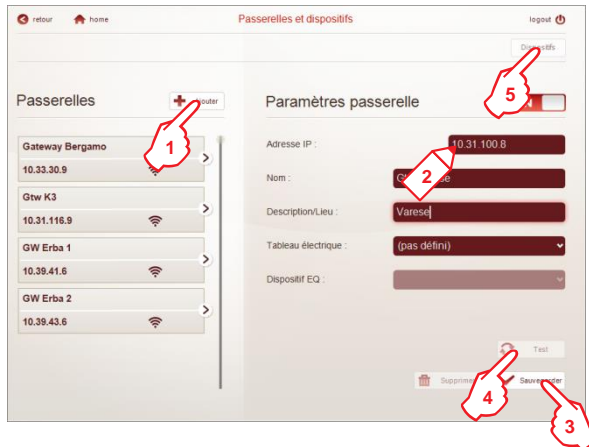 retour
home
Passerelles et dispositifs
logout
Dispositifs
5
Passerelles
Ajouter
1
Paramètres passerelle
Gateway Bergamo
10.33.30.9
Gtw K3
10.31.116.9
GW Erba 1
10.39.41.6
GW Erba 2
10.39.43.6
Adresse IP :
10.31.100.8
2
Nom :
Description/Lieu :
Varese
Tableau électrique :
(pas défini)
Dispositif EQ :
Test
Supprimer
Sauvegarder
4
3